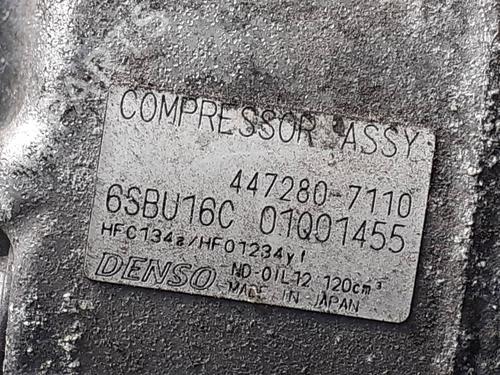 COMPRESSOR ASSY
447280-7110
6SBU16C 01Q01455
HFC134a/HFO1234yf
DENSO ND-OIL12 120cm³
MADE IN JAPAN